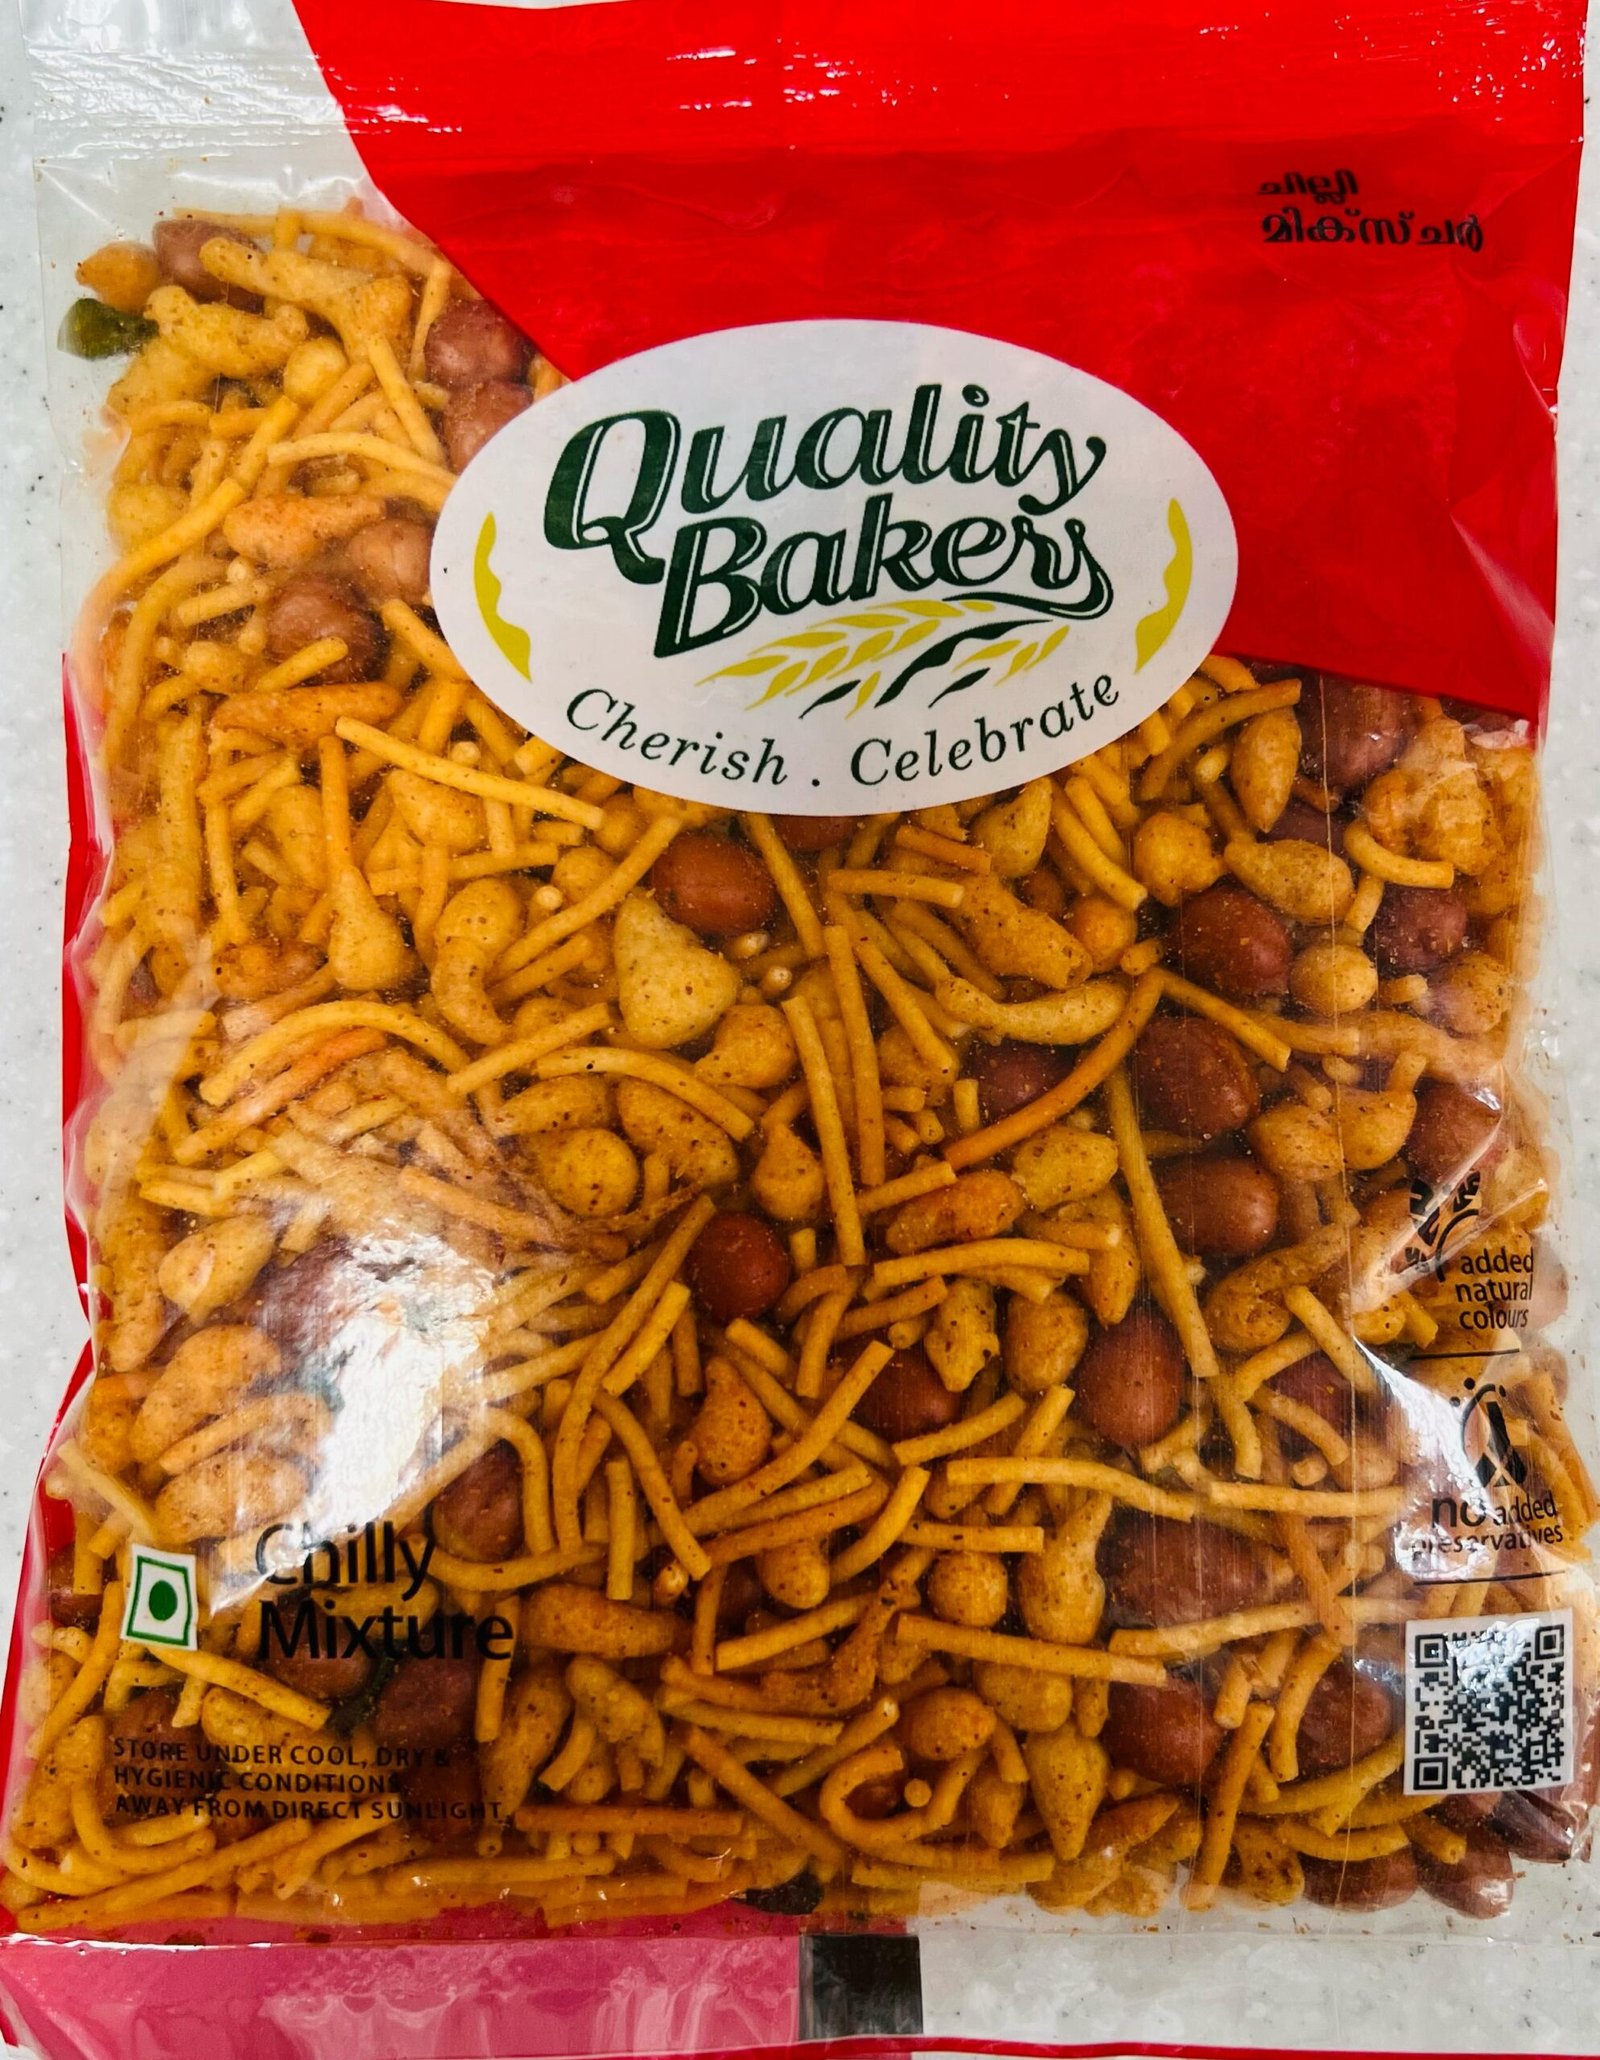 ചില്ലി
മിക്സ്ചർ
Quality
Bakers
Cherish . Celebrate
added
natural
colours
no added
preservatives
Chilly
Mixture
STORE UNDER COOL, DRY &
HYGIENIC CONDITIONS,
AWAY FROM DIRECT SUNLIGHT.